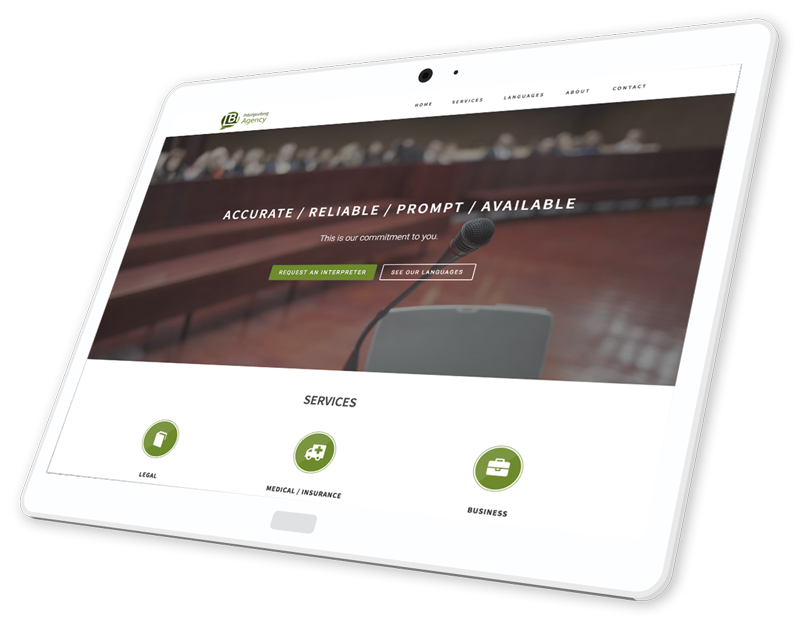 HOME SERVICES LANGUAGES ABOUT CONTACT
Interpreting
Agency
ACCURATE / RELIABLE / PROMPT / AVAILABLE
This is our commitment to you.
REQUEST AN INTERPRETER SEE OUR LANGUAGES
SERVICES
LEGAL
MEDICAL / INSURANCE
BUSINESS